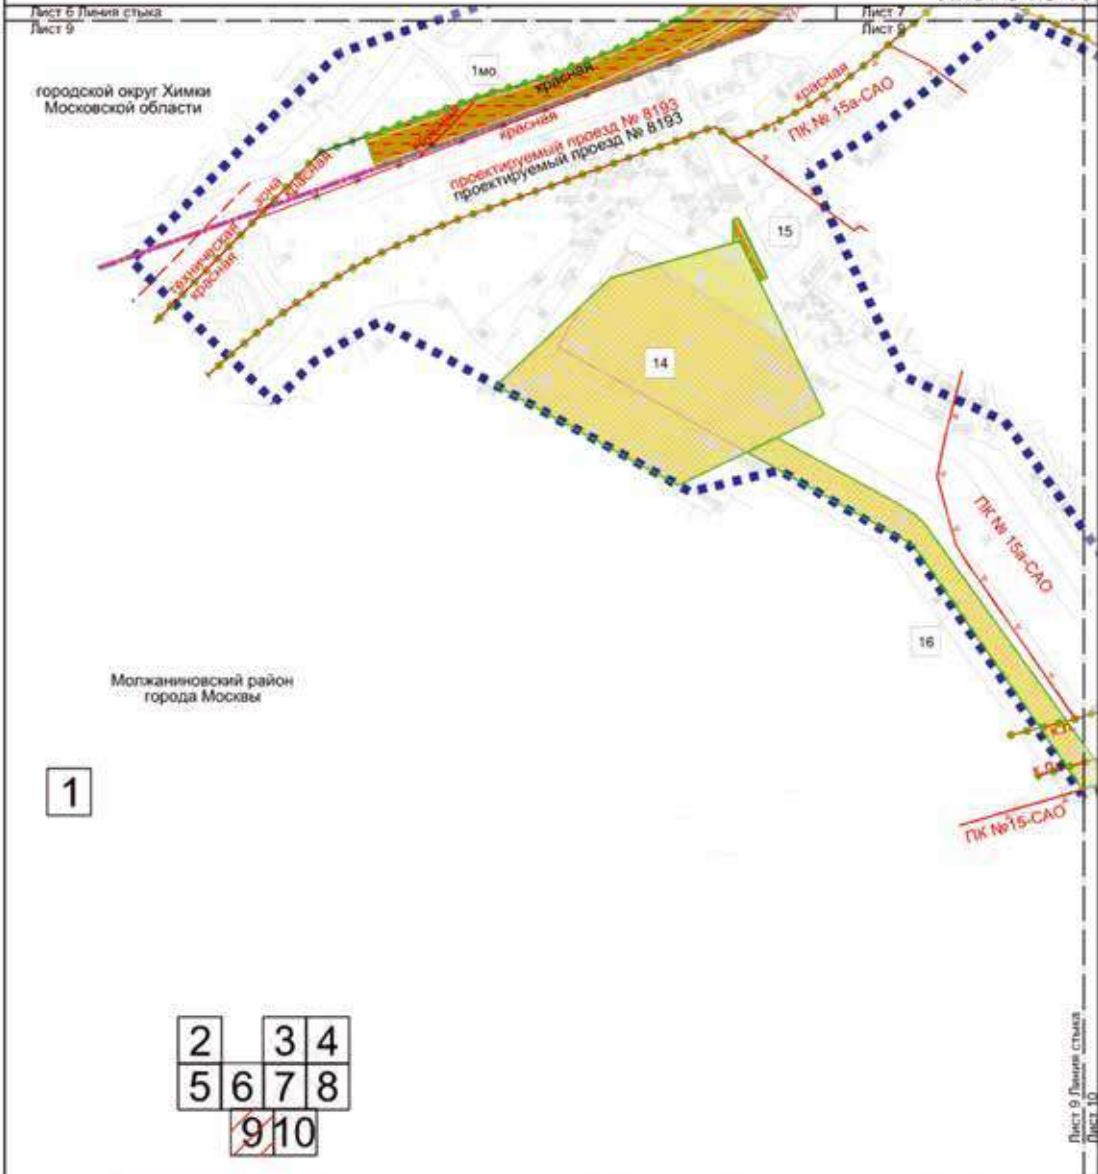 Лист 6 Линия стыка
Лист 7
Лист 9
Лист 9
городской округ Химки
Московской области
1мо
красная
красная
красная
ПК № 15а-САО
проектируемый проезд № 8193
проектируемый проезд № 8193
зона
красная
техническая
красная
15
14
ПК № 15а-САО
16
Молжаниновский район
города Москвы
1
ПК №15-САО
2 3 4
5 6 7 8
9 10
Лист 9 Линия стыка
Лист 10